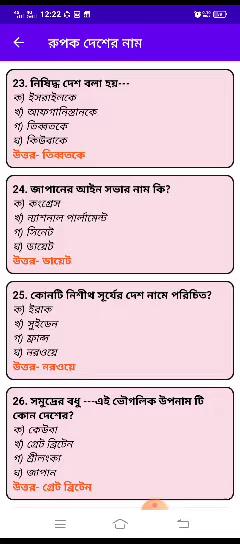 12:22
রুপক দেশের নাম
23. নিষিদ্ধ দেশ বলা হয়---
ক) ইসরাইলকে
খ) আফগানিস্তানকে
গ) তিব্বতকে
ঘ) কিউবাকে
উত্তর- তিব্বতকে
24. জাপানের আইন সভার নাম কি?
ক) কংগ্রেস
খ) ন্যাশনাল পার্লামেন্ট
গ) সিনেট
ঘ) ডায়েট
উত্তর- ডায়েট
25. কোনটি নিশীথ সূর্যের দেশ নামে পরিচিত?
ক) ইরাক
খ) সুইডেন
গ) ফ্রান্স
ঘ) নরওয়ে
উত্তর- নরওয়ে
26. সমুদ্রের বধু ---এই ভৌগলিক উপনাম টি
কোন দেশের?
ক) কেউবা
খ) গ্রেট ব্রিটেন
গ) শ্রীলংকা
ঘ) জাপান
উত্তর- গ্রেট ব্রিটেন